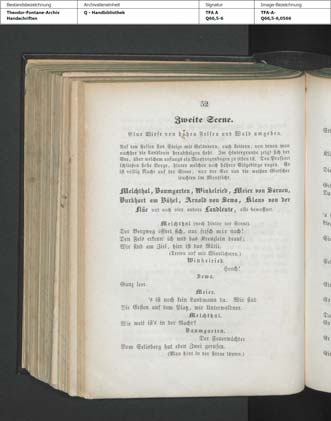 Bestandsbezeichnung
Archivalieneinheit
Signatur
Image-Bezeichnung
Theodor-Fontane-Archiv
Handschriften
Q - Handbibliothek
TFA A
Q66,5-6
TFA-A-
Q66,5-6,0566
52
Zweite Scene.
Eine Wiese von hohen Felsen und Wald umgeben.
Auf den Felsen sind Steige mit Geländern, auch Leitern, von denen man
nachher die Landleute herabsteigen sieht. Im Hintergrunde zeigt sich der
See, über welchem anfangs ein Mondregenbogen zu sehen ist. Den Prospect
schließen hohe Berge, hinter welchen noch höhere Eisgebirge ragen. Es
ist völlig Nacht auf der Scene, nur der See und die weißen Gletscher
leuchten im Mondlicht.
Melchthal, Baumgarten, Winkelried, Meier von Sarnen,
Burkhart am Bühel, Arnold von Sewa, Klaus von der
Flüe und noch vier andere Landleute, alle bewaffnet.
Melchthal (noch hinter der Scene).
Der Bergweg öffnet sich, nur frisch mir nach!
Den Fels erkenn' ich und das Kreuzlein drauf;
Wir sind am Ziel, hier ist das Rütli.
(Treten auf mit Windlichtern.)
Winkelried.
Horch!
Sewa.
Ganz leer.
Meier.
's ist noch kein Landmann da. Wir sind
Die Ersten auf dem Platz, wir Unterwaldner.
Melchthal.
Wie weit ist's in der Nacht?
Baumgarten.
Der Feuerwächter
Vom Selisberg hat eben Zwei gerufen.
(Man hört in der Ferne läuten.)